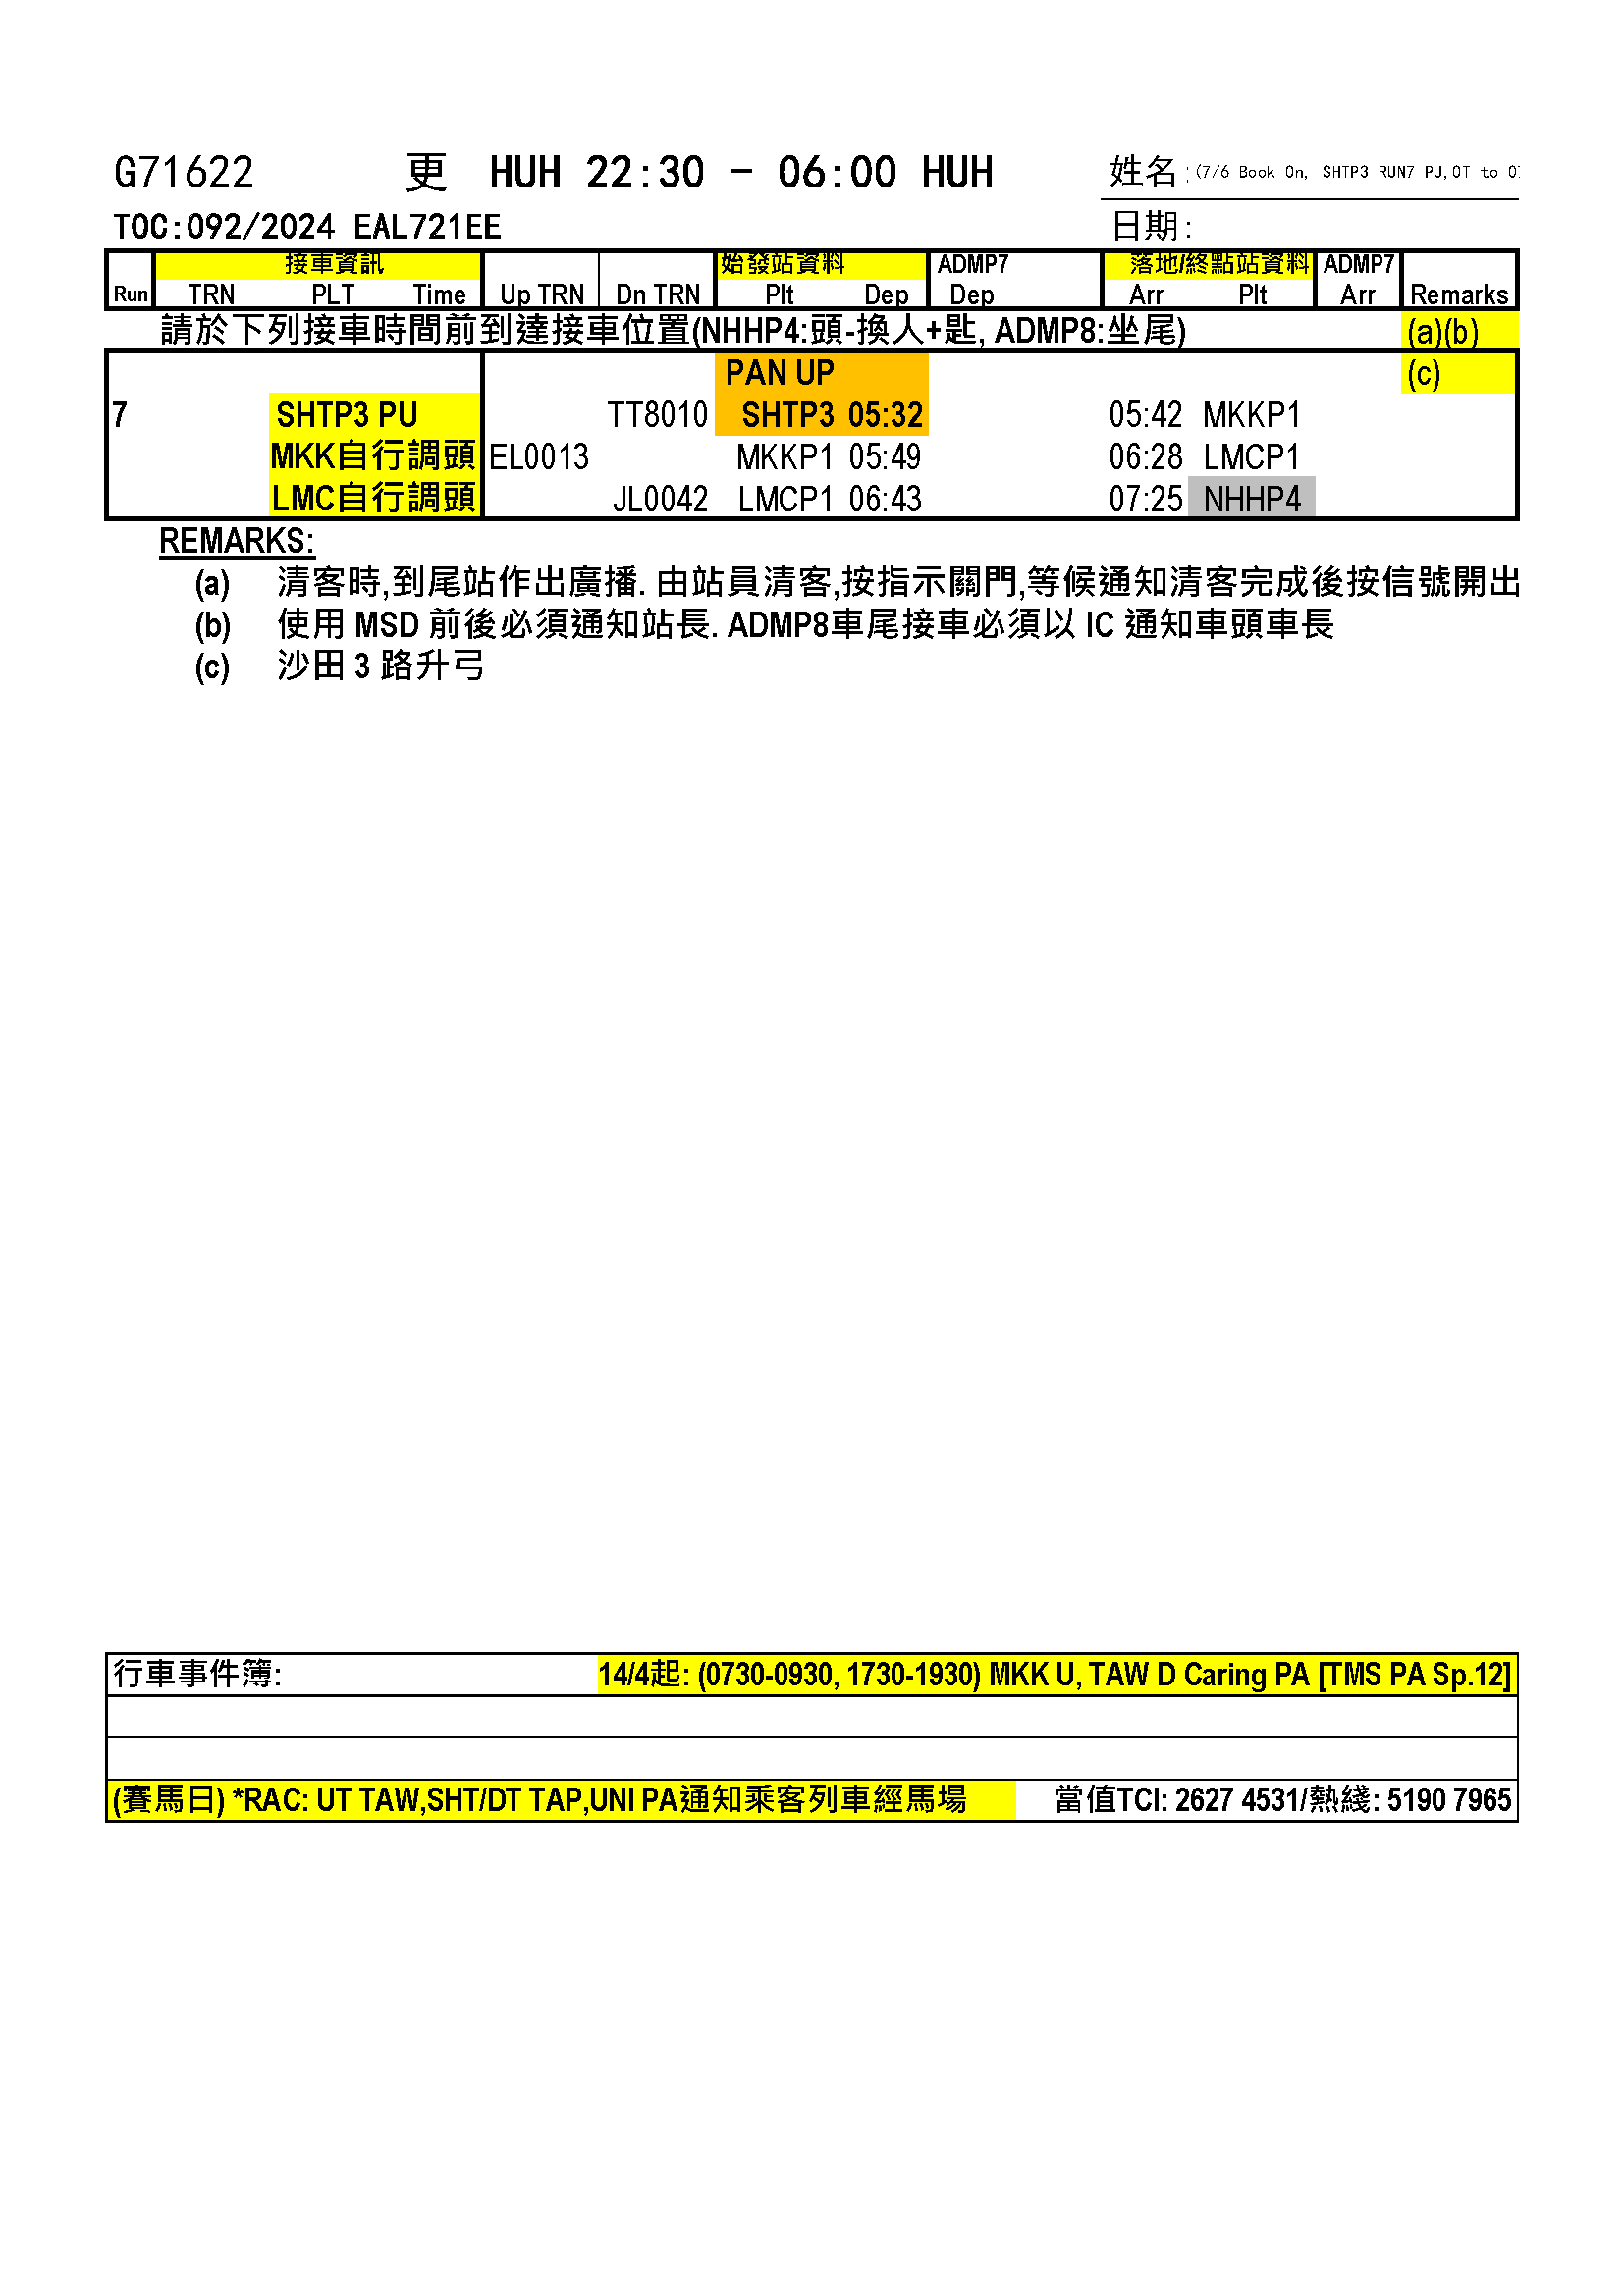 G71622 更 HUH 22:30 - 06:00 HUH 姓名:(7/6 Book On, SHTP3 RUN7 PU,OT to
TOC:092/2024 EAL721EE 日期:
接車資訊 始發站資料 ADMP7 落地/終點站資料 ADMP7
Run TRN PLT Time Up TRN Dn TRN Plt Dep Dep Arr Plt Arr Remarks
請於下列接車時間前到達接車位置(NHHP4:頭-換人+匙, ADMP8:坐尾) (a)(b)
PAN UP (c)
7 SHTP3 PU TT8010 SHTP3 05:32 05:42 MKKP1
MKK自行調頭 EL0013 MKKP1 05:49 06:28 LMCP1
LMC自行調頭 JL0042 LMCP1 06:43 07:25 NHHP4
REMARKS:
(a) 清客時,到尾站作出廣播. 由站員清客,按指示關門,等候通知清客完成後按信號開出
(b) 使用 MSD 前後必須通知站長. ADMP8車尾接車必須以 IC 通知車頭車長
(c) 沙田 3 路升弓
行車事件簿: 14/4起: (0730-0930, 1730-1930) MKK U, TAW D Caring PA [TMS PA Sp.12]
(賽馬日) *RAC: UT TAW,SHT/DT TAP,UNI PA通知乘客列車經馬場 當值TCI: 2627 4531/熱綫: 5190 7965